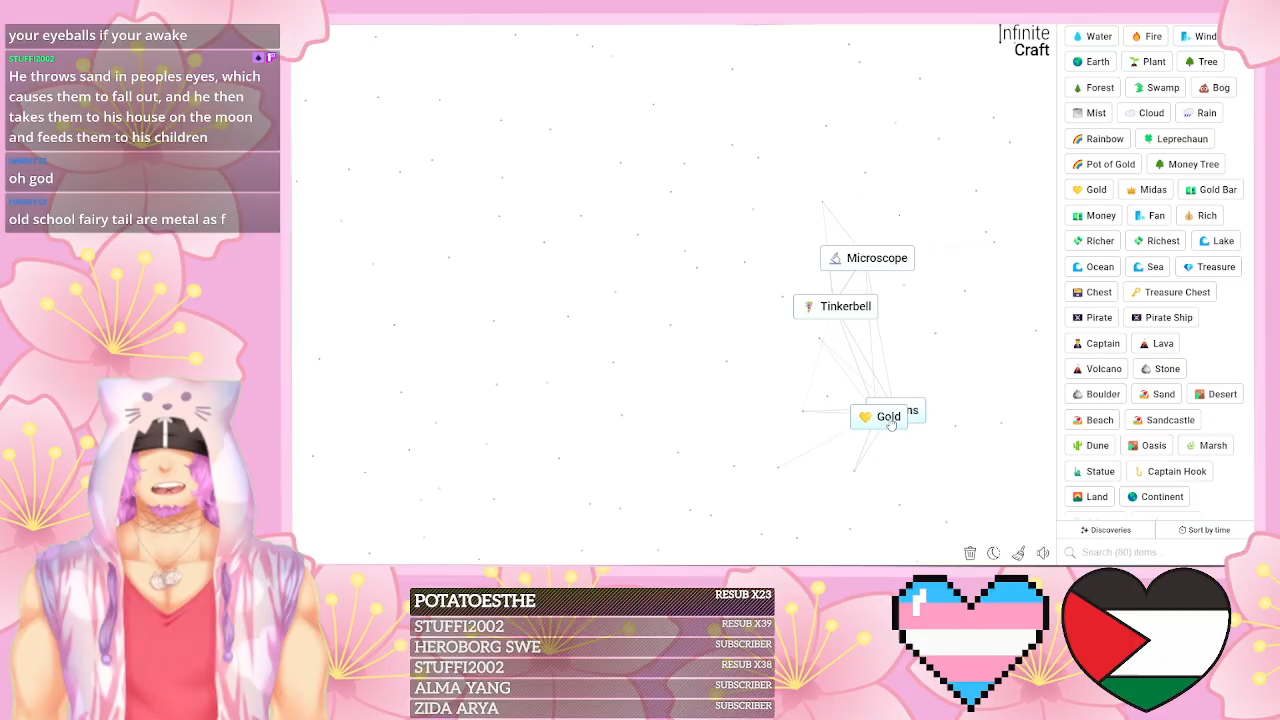 your eyeballs if your awake
STUFFI2002
He throws sand in peoples eyes, which
causes them to fall out, and he then
takes them to his house on the moon
and feeds them to his children
oh god
old school fairy tail are metal as f
Infinite
Craft
Microscope
Tinkerbell
Gold
Water Fire Wind
Earth Plant Tree
Forest Swamp Bog
Mist Cloud Rain
Rainbow Leprechaun
Pot of Gold Money Tree
Gold Midas Gold Bar
Money Fan Rich
Richer Richest Lake
Ocean Sea Treasure
Chest Treasure Chest
Pirate Pirate Ship
Captain Lava
Volcano Stone
Boulder Sand Desert
Beach Sandcastle
Dune Oasis Marsh
Statue Captain Hook
Land Continent
Discoveries Sort by time
Search (80) items...
POTATOESTHE RESUB X23
STUFFI2002 RESUB X39
HEROBORG SWE SUBSCRIBER
STUFFI2002 RESUB X38
ALMA YANG SUBSCRIBER
ZIDA ARYA SUBSCRIBER